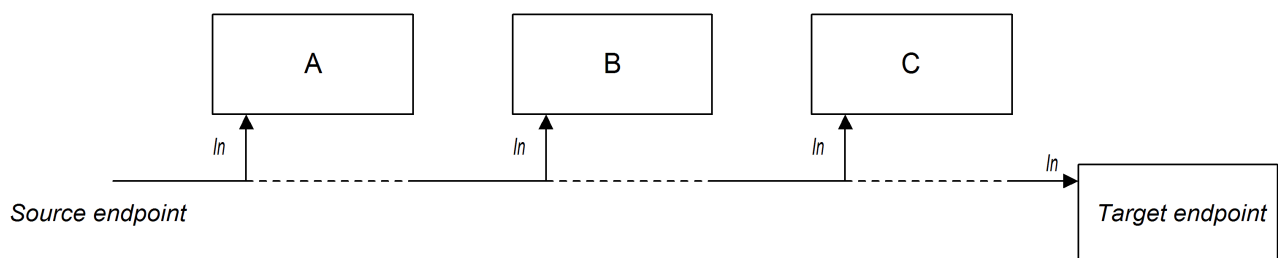 A
B
C
In
In
In
In
Source endpoint
Target endpoint